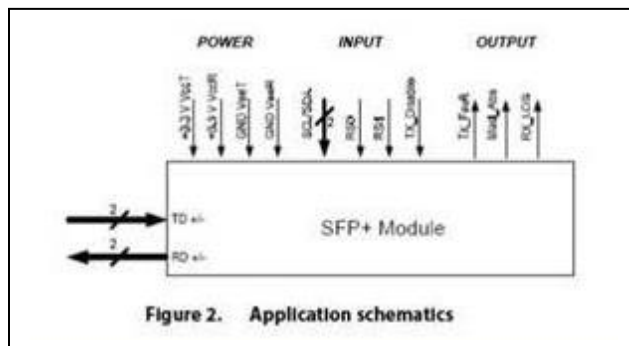 POWER INPUT OUTPUT
+3.3 V VccT
+3.3 V VccR
GND VeeT
GND VeeR
SCL/SDA
2
RS0
RS1
TX_Disable
Tx_Fault
Mod_Abs
RX_LOS
2
TD +/-
SFP+ Module
2
RD +/-
Figure 2. Application schematics